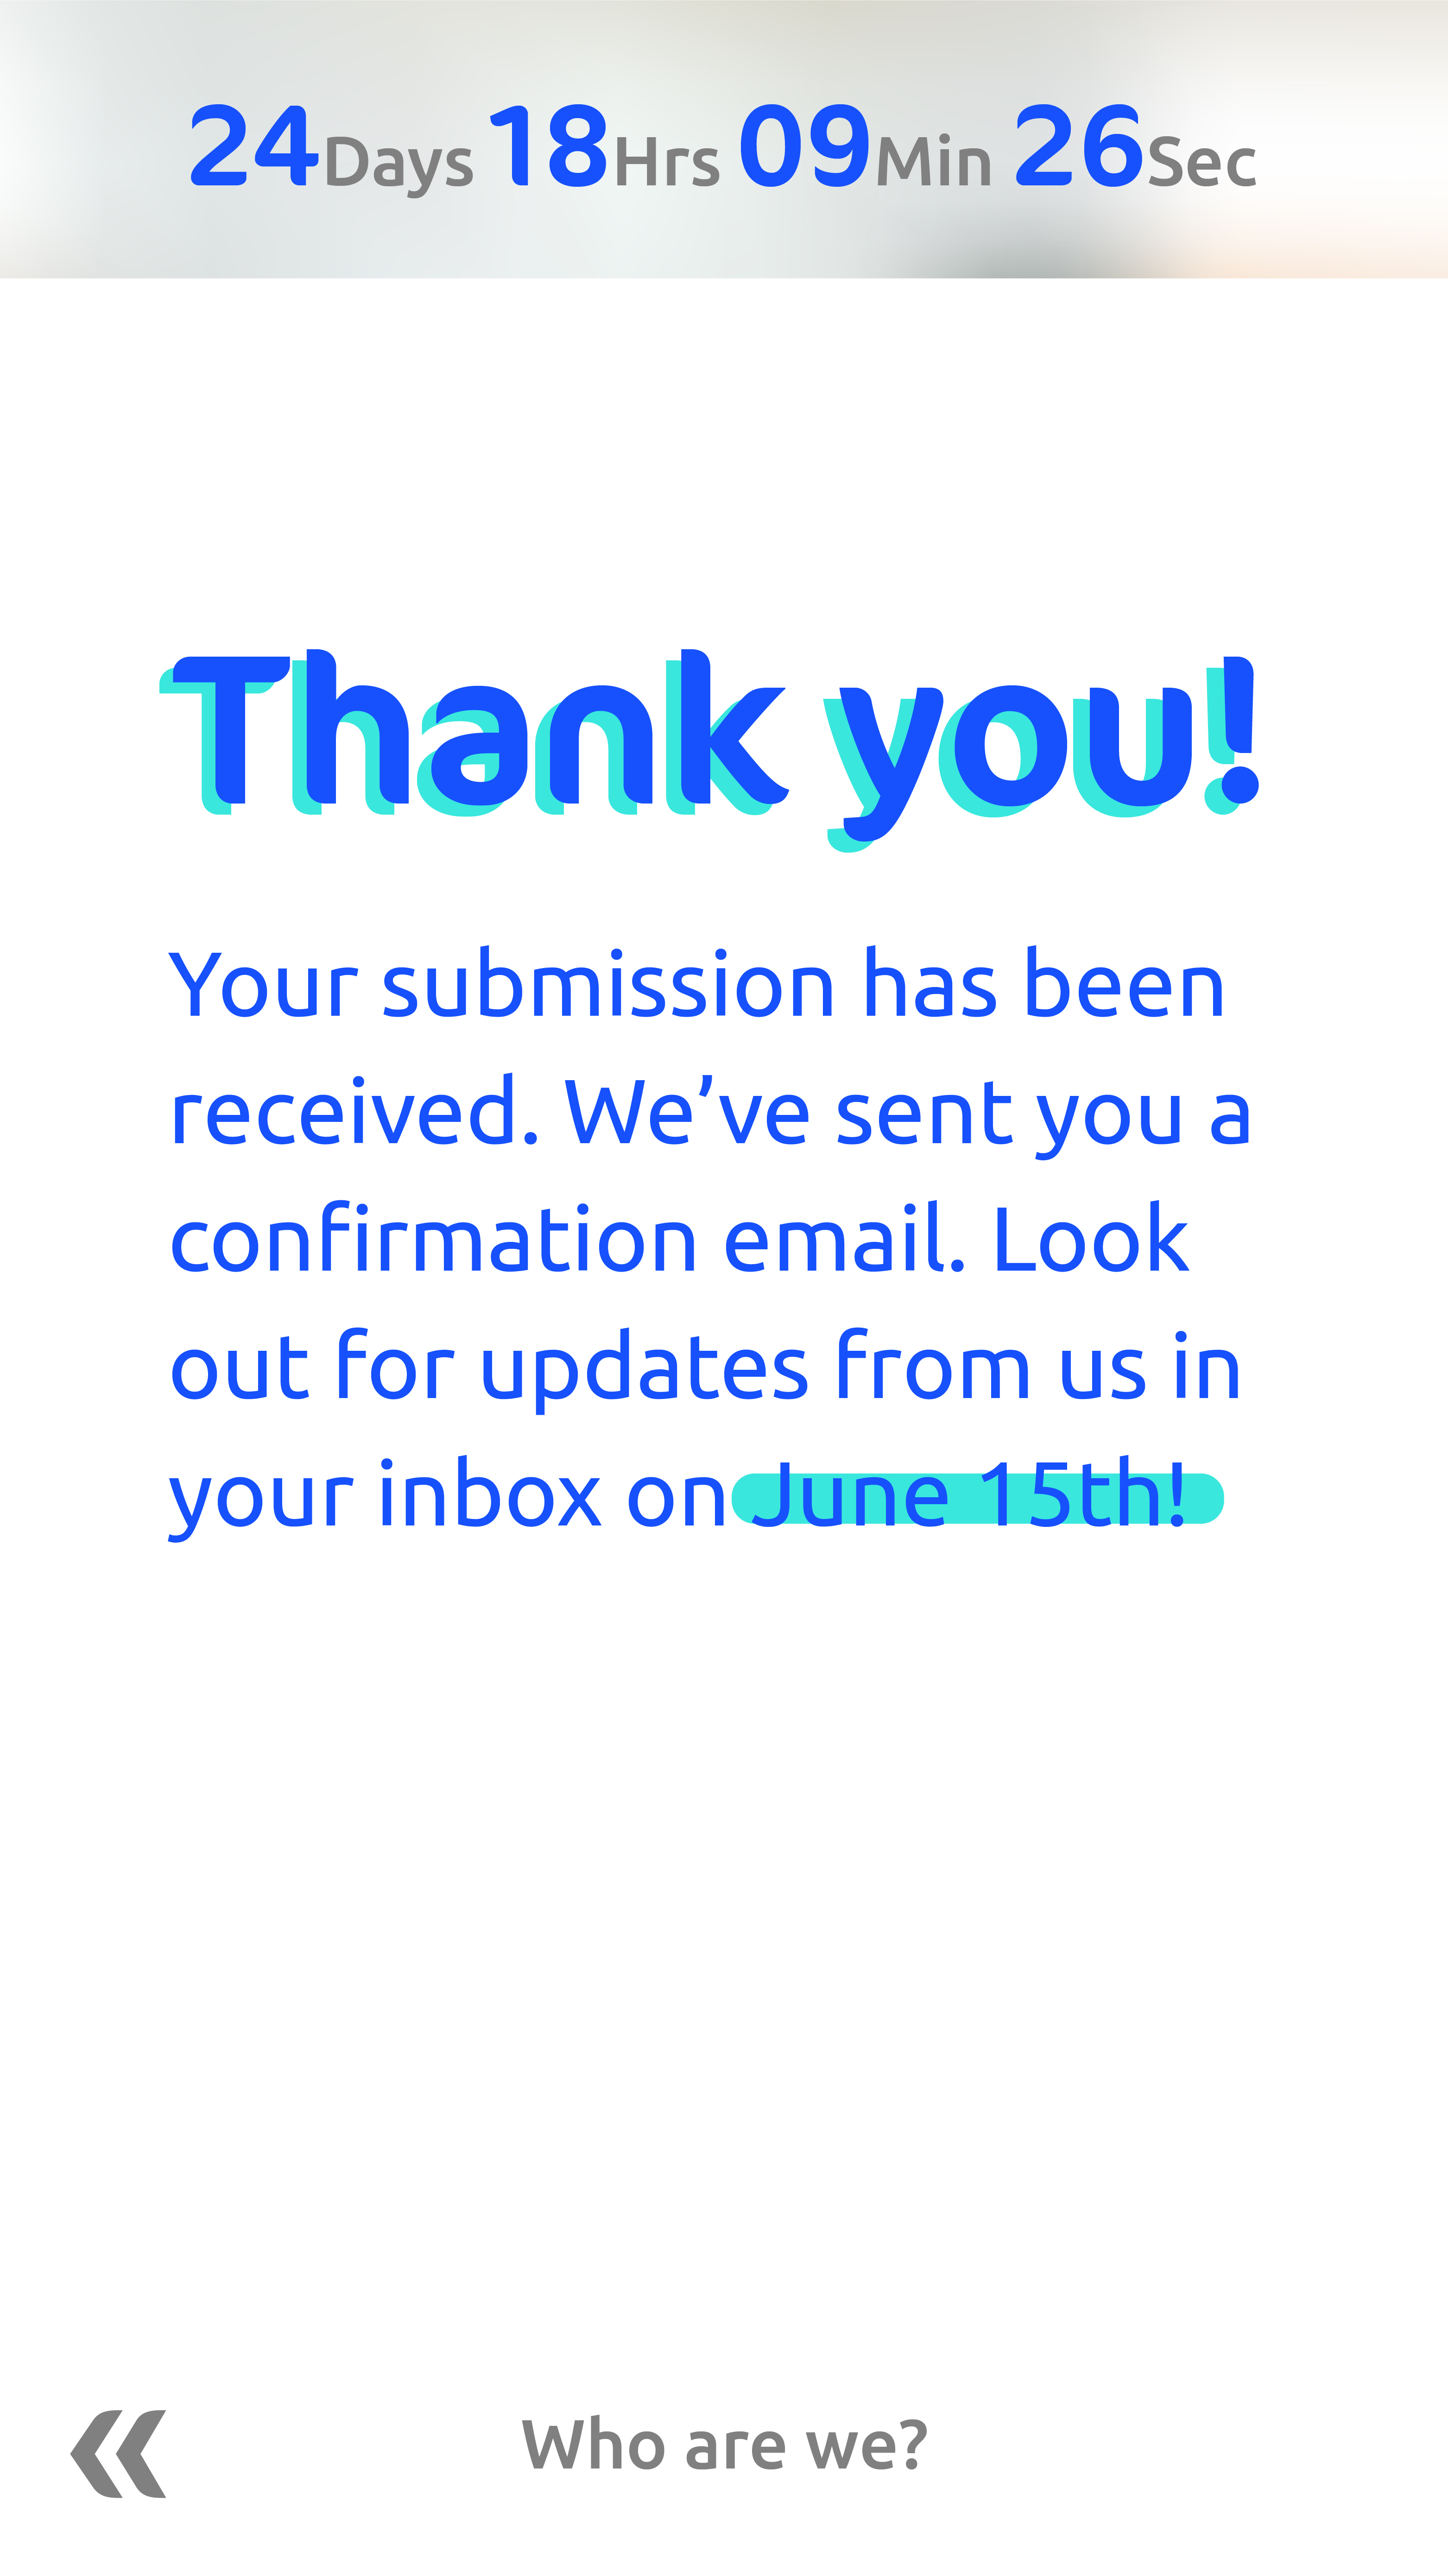 24Days 18Hrs 09Min 26Sec
Thank you!
Your submission has been
received. We’ve sent you a
confirmation email. Look
out for updates from us in
your inbox on June 15th!
Who are we?